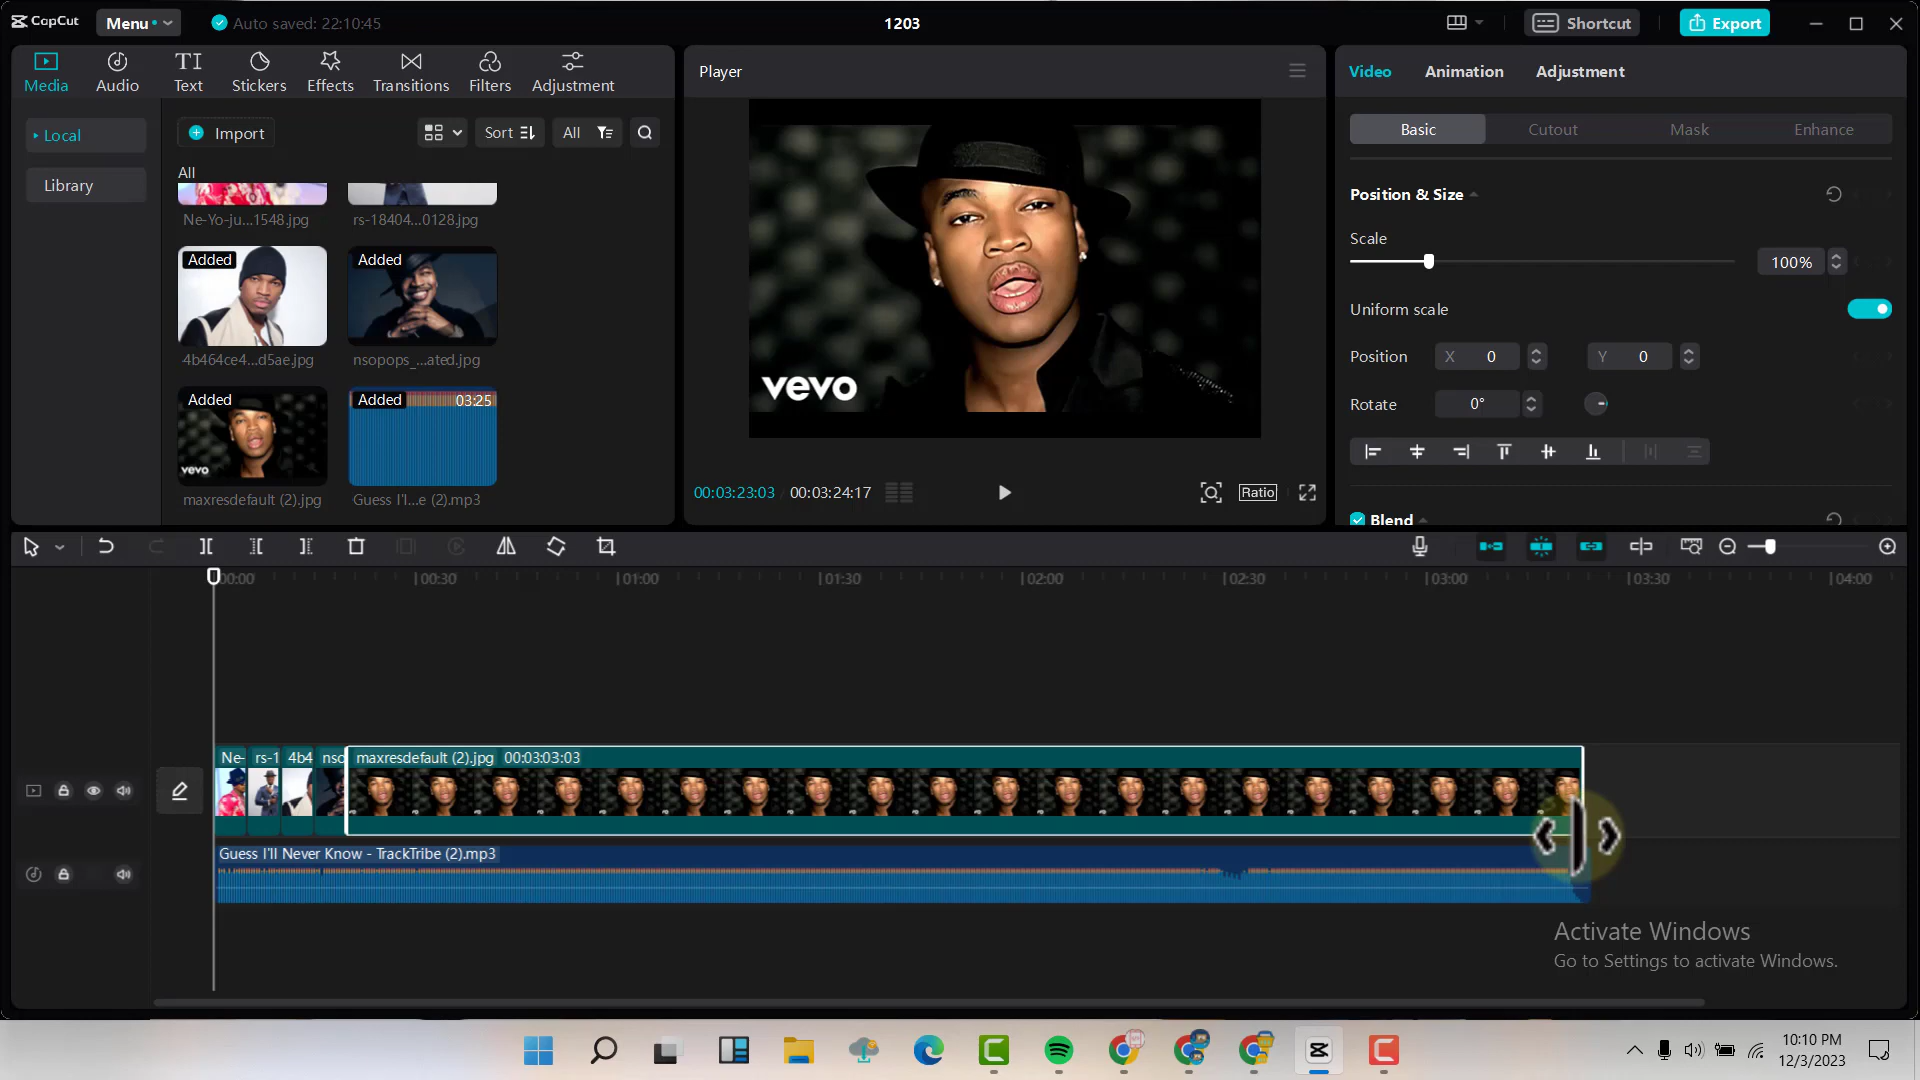 CapCut
Menu
Auto saved: 22:10:45
1203
Shortcut
Export
Media
Audio
Text
Stickers
Effects
Transitions
Filters
Adjustment
Local
Library
Import
Sort
All
All
Ne-Yo-ju...1548.jpg
rs-18404...0128.jpg
Added
Added
4b464ce4...d5ae.jpg
nsopops_...ated.jpg
Added
Added
03:25
vevo
maxresdefault (2).jpg
Guess I'l...e (2).mp3
Player
vevo
00:03:23:03
00:03:24:17
Ratio
Video
Animation
Adjustment
Basic
Cutout
Mask
Enhance
Position & Size
Scale
100%
Uniform scale
Position
X 0
Y 0
Rotate
0°
Blend
00:00
00:30
01:00
01:30
02:00
02:30
03:00
03:30
04:00
Ne-
rs-1
4b4
nso
maxresdefault (2).jpg 00:03:03:03
Guess I'll Never Know - TrackTribe (2).mp3
Activate Windows
Go to Settings to activate Windows.
10:10 PM
12/3/2023